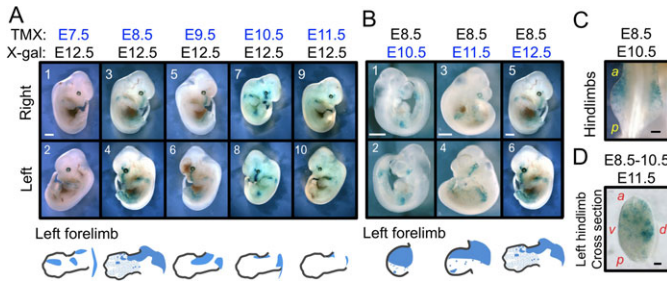 A
TMX: E7.5 E8.5 E9.5 E10.5 E11.5
X-gal: E12.5 E12.5 E12.5 E12.5 E12.5
Right
1 3 5 7 9
Left
2 4 6 8 10
Left forelimb
B
E8.5 E8.5 E8.5
E10.5 E11.5 E12.5
1 3 5
2 4 6
Left forelimb
C
E8.5
E10.5
Hindlimbs
a
p
D
E8.5-10.5
E11.5
Left hindlimb
Cross section
a
v d
p